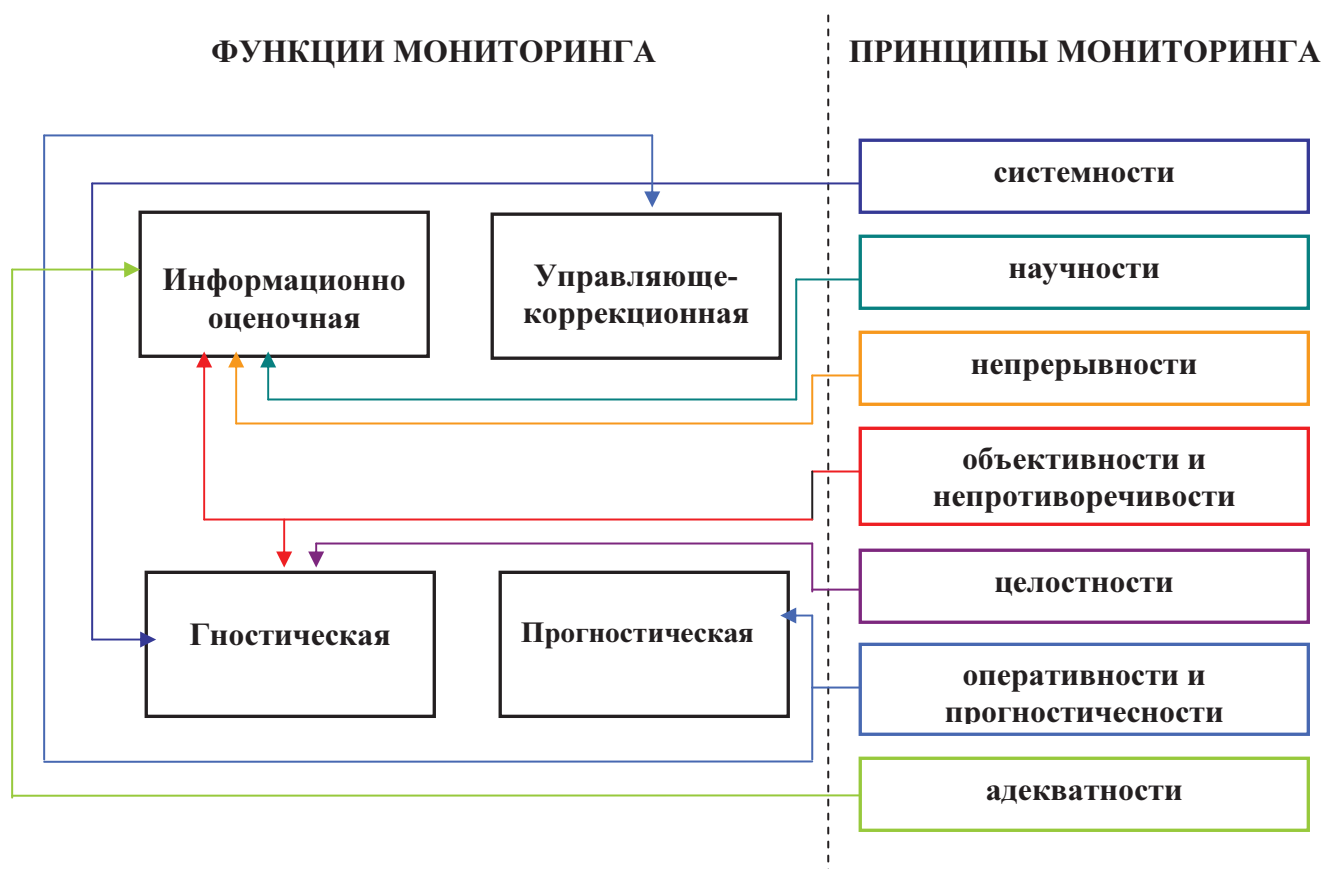 ФУНКЦИИ МОНИТОРИНГА
ПРИНЦИПЫ МОНИТОРИНГА
Информационно
оценочная
Управляюще-
коррекционная
Гностическая
Прогностическая
системности
научности
непрерывности
объективности и
непротиворечивости
целостности
оперативности и
прогностичесности
адекватности